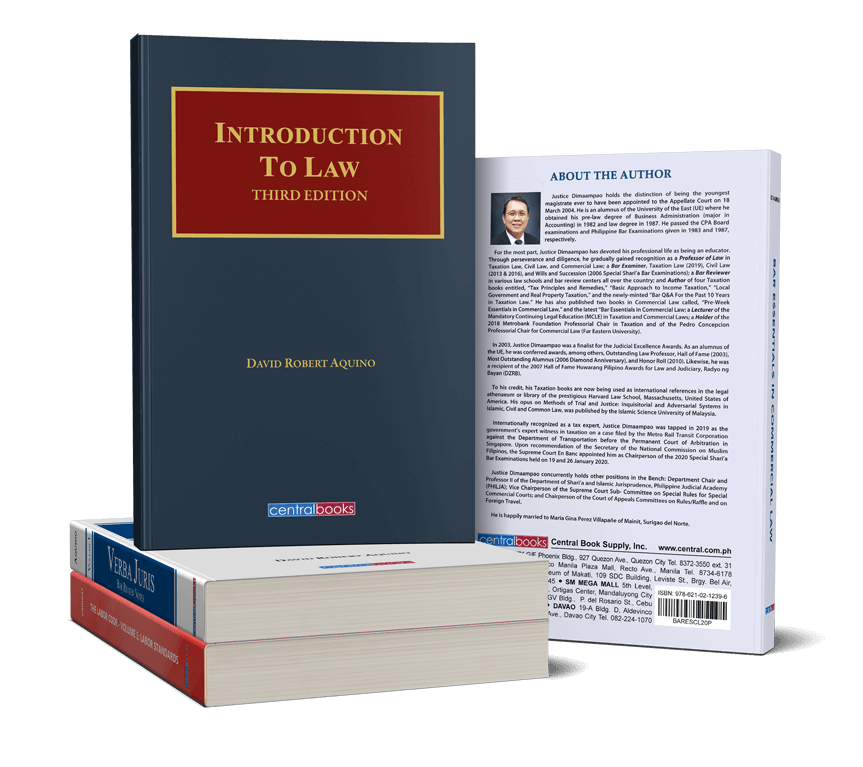 INTRODUCTION
TO LAW
THIRD EDITION
DAVID ROBERT AQUINO
centralbooks
ABOUT THE AUTHOR
Justice Dimaampao holds the distinction of being the youngest
magistrate ever to have been appointed to the Appellate Court on 18
March 2004. He is an alumnus of the University of the East (UE) where he
obtained his pre-law degree of Business Administration (major in
Accounting) in 1982 and law degree in 1987. He passed the CPA Board
examinations and Philippine Bar Examinations given in 1983 and 1987,
respectively.
For the most part, Justice Dimaampao has devoted his professional life as being an educator.
Through perseverance and diligence, he gradually gained recognition as a Professor of Law in
Taxation Law, Civil Law, and Commercial Law; a Bar Examiner, Taxation Law (2019), Civil Law
(2013 & 2016), and Wills and Succession (2006 Special Shari'a Bar Examinations); a Bar Reviewer
in various law schools and bar review centers all over the country; and Author of four Taxation
books entitled, "Tax Principles and Remedies," "Basic Approach to Income Taxation," "Local
Government and Real Property Taxation," and the newly-minted "Bar Q&A For the Past 10 Years
in Taxation Law." He has also published two books in Commercial Law called, "Pre-Week
Essentials in Commercial Law," and the latest "Bar Essentials in Commercial Law; a Lecturer of the
Mandatory Continuing Legal Education (MCLE) in Taxation and Commercial Laws; a Holder of the
2018 Metrobank Foundation Professorial Chair in Taxation and of the Pedro Concepcion
Professorial Chair for Commercial Law (Far Eastern University).
In 2003, Justice Dimaampao was a finalist for the Judicial Excellence Awards. As an alumnus of
the UE, he was conferred awards, among others, Outstanding Law Professor, Hall of Fame (2003),
Most Outstanding Alumnus (2006 Diamond Anniversary), and Honor Roll (2010). Likewise, he was
a recipient of the 2007 Hall of Fame Huwarang Pilipino Awards for Law and Judiciary, Radyo ng
Bayan (DZRB).
To his credit, his Taxation books are now being used as international references in the legal
athenaeum or library of the prestigious Harvard Law School, Massachusetts, United States of
America. His opus on Methods of Trial and Justice: Inquisitorial and Adversarial Systems in
Islamic, Civil and Common Law, was published by the Islamic Science University of Malaysia.
Internationally recognized as a tax expert, Justice Dimaampao was tapped in 2019 as the
government's expert witness in taxation on a case filed by the Metro Rail Transit Corporation
against the Department of Transportation before the Permanent Court of Arbitration in
Singapore. Upon recommendation of the Secretary of the National Commission on Muslim
Filipinos, the Supreme Court En Banc appointed him as Chairperson of the 2020 Special Shari'a
Bar Examinations held on 19 and 26 January 2020.
Justice Dimaampao concurrently holds other positions in the Bench: Department Chair and
Professor II of the Department of Shari'a and Islamic Jurisprudence, Philippine Judicial Academy
(PHILJA); Vice Chairperson of the Supreme Court Sub- Committee on Special Rules for Special
Commercial Courts; and Chairperson of the Court of Appeals Committee on Rules/Raffle and on
Foreign Travel.
He is happily married to Maria Gina Perez Villapañe of Mainit, Surigao del Norte.
centralbooks Central Book Supply, Inc. www.central.com.ph
G/F Phoenix Bldg., 927 Quezon Ave., Quezon City Tel. 8372-3550 ext. 31
Manila Plaza Mall, Recto Ave., Manila Tel. 8734-6178
of Makati, 109 SDC Building, Leviste St., Brgy. Bel Air,
45 • SM MEGA MALL 5th Level,
Ortigas Center, Mandaluyong City
GV Bldg., P. del Rosario St., Cebu
• DAVAO 19-A Bldg. D, Aldevinco
Ave., Davao City Tel. 082-224-1070
ISBN: 978-621-02-1239-6
BARESCL20P
BAR ESSENTIALS IN COMMERCIAL LAW
AQUINO
VERBA JURIS
BAR REVIEW NOTES
DAVID ROBERT AQUINO
centralbooks
THE LABOR CODE - VOLUME I: LABOR STANDARDS